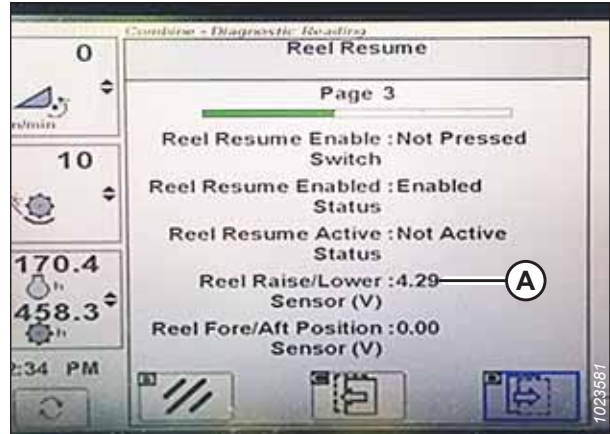 Combine - Diagnostic Reading
Reel Resume
Page 3
Reel Resume Enable :Not Pressed
Switch
Reel Resume Enabled :Enabled
Status
Reel Resume Active :Not Active
Status
Reel Raise/Lower :4.29
Sensor (V)
Reel Fore/Aft Position :0.00
Sensor (V)
0
10
170.4
h
458.3
h
2:34 PM
A
1023581